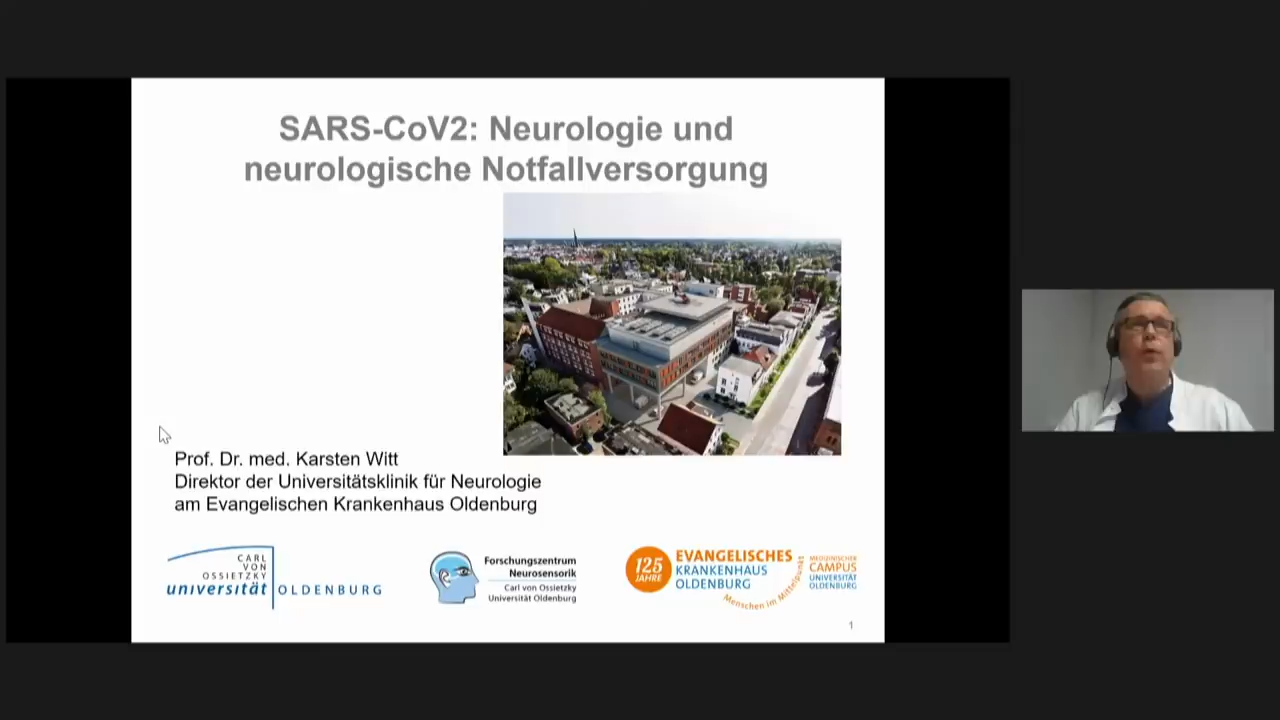 SARS-CoV2: Neurologie und
neurologische Notfallversorgung
Prof. Dr. med. Karsten Witt
Direktor der Universitätsklinik für Neurologie
am Evangelischen Krankenhaus Oldenburg
CARL
VON
OSSIETZKY
universität OLDENBURG
Forschungszentrum
Neurosensorik
Carl von Ossietzky
Universität Oldenburg
125
JAHRE
EVANGELISCHES
KRANKENHAUS
OLDENBURG
Menschen im Mittelpunkt
MEDIZINISCHER
CAMPUS
UNIVERSITÄT
OLDENBURG
1